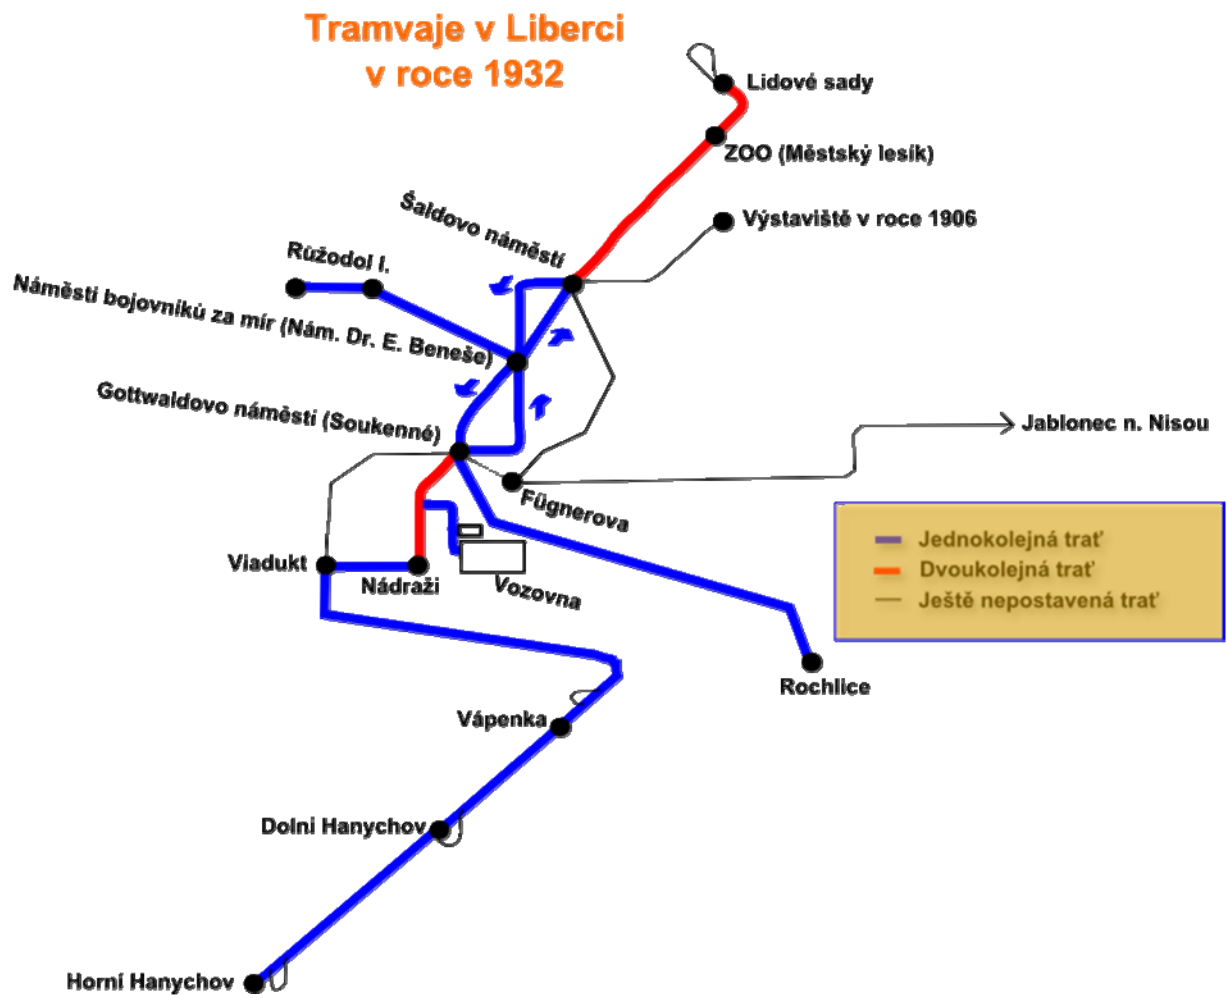 Tramvaje v Liberci
v roce 1932
Lidové sady
ZOO (Městský lesík)
Výstaviště v roce 1906
Šaldovo náměstí
Růžodol I.
Náměstí bojovníků za mír (Nám. Dr. E. Beneše)
Gottwaldovo náměstí (Soukenné)
Jablonec n. Nisou
Fügnerova
Viadukt
Nádraži
Vozovna
Jednokolejná trať
Dvoukolejná trať
Ještě nepostavená trať
Rochlice
Vápenka
Dolni Hanychov
Horní Hanychov